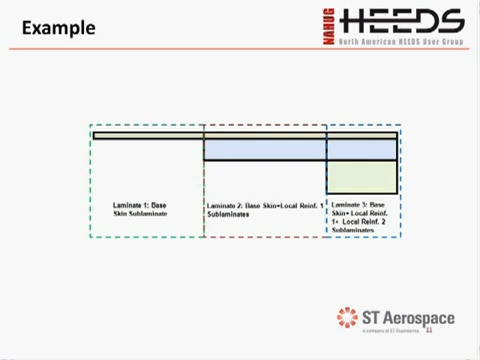 Example
NAHUG
HEEDS
North American HEEDS User Group
Laminate 1: Base
Skin Sublaminate
Laminate 2: Base Skin+Local Reinf. 1
Sublaminates
Laminate 3: Base
Skin+ Local Reinf.
1+ Local Reinf. 2
Sublaminates
ST Aerospace
A company of ST Engineering
11